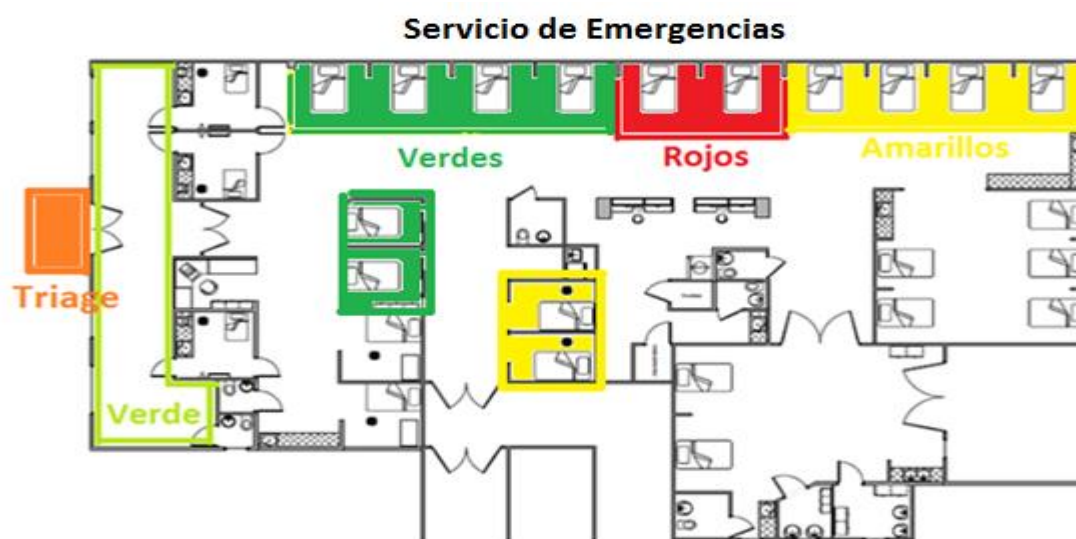 Servicio de Emergencias
Verdes
Rojos
Amarillos
Triage
Verde